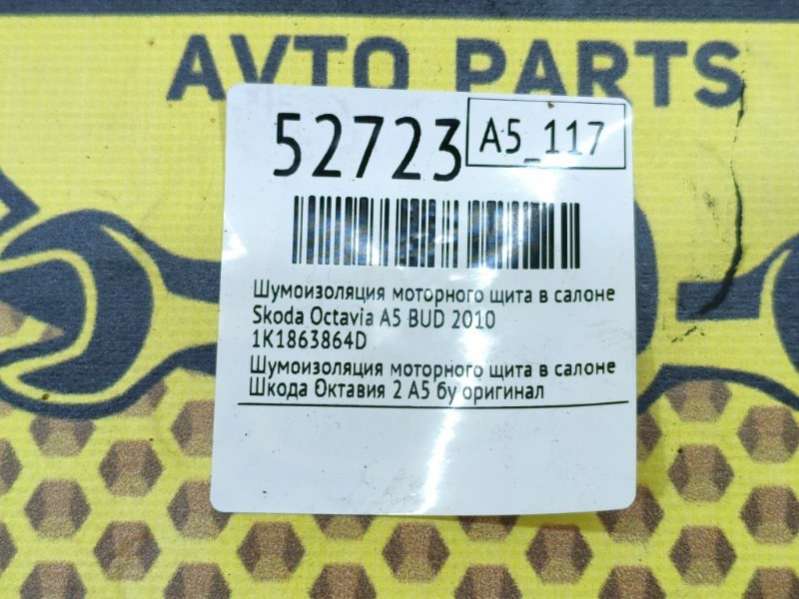 AVTO PARTS
52723
A5_117
Шумоизоляция моторного щита в салоне
Skoda Octavia A5 BUD 2010
1K1863864D
Шумоизоляция моторного щита в салоне
Шкода Октавия 2 А5 бу оригинал